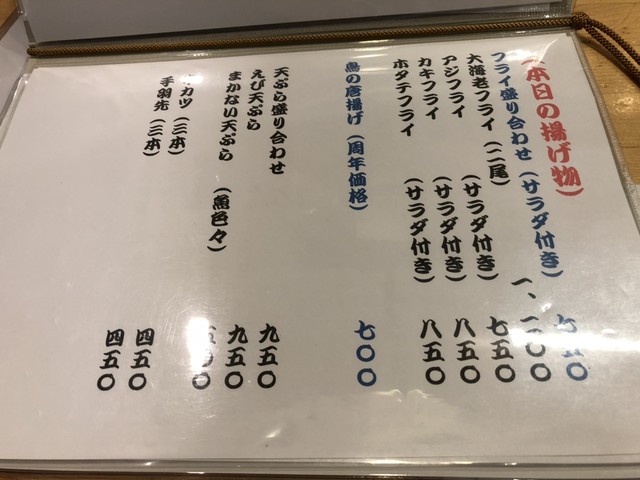 本日の揚げ物)
フライ盛り合わせ(サラダ付き) 七五〇
大海老フライ(二尾) 一、一〇〇
アジフライ(サラダ付き) 七五〇
カキフライ(サラダ付き) 八五〇
ホタテフライ(サラダ付き) 八五〇
魚の唐揚げ(周年価格) 七〇〇
天ぷら盛り合わせ 九五〇
えび天ぷら 九五〇
まかない天ぷら(魚色々)
カツ(三本) 四五〇
手羽先(三本) 四五〇